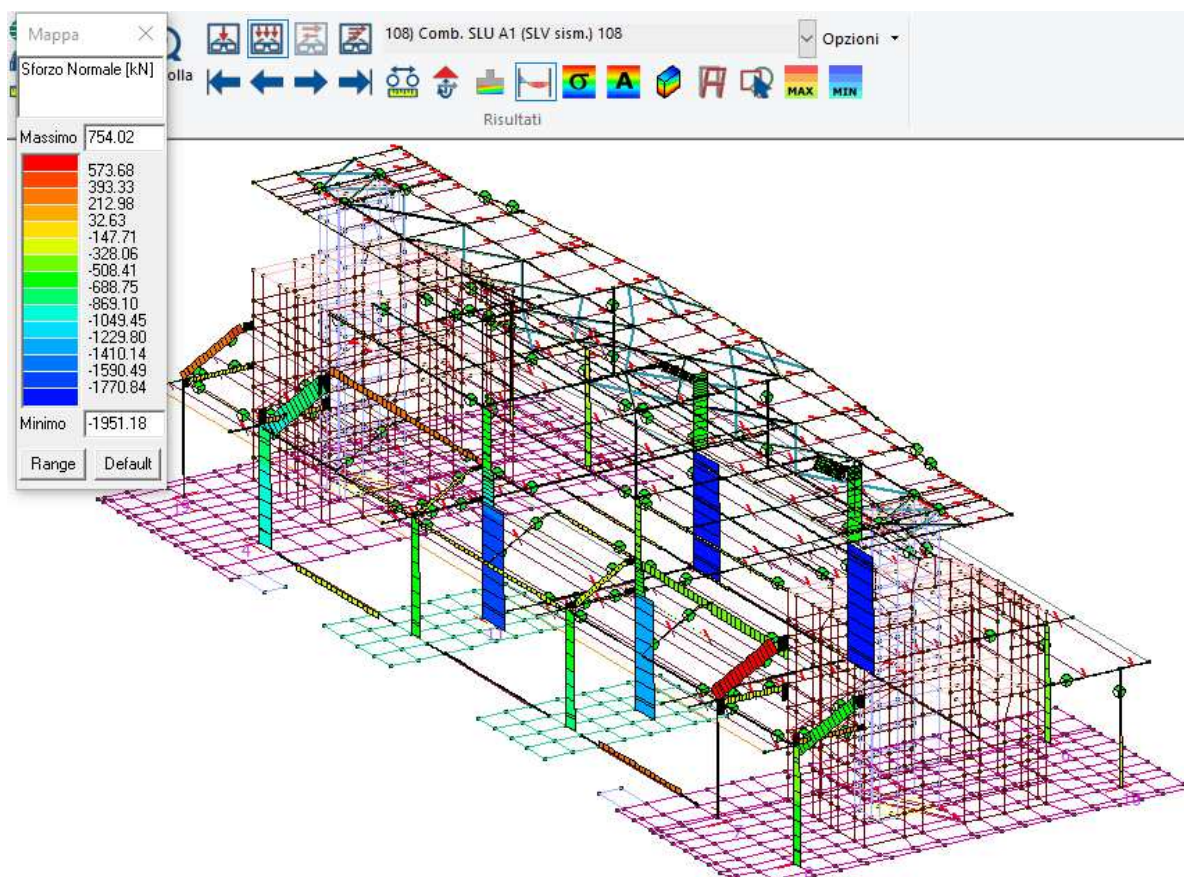 Mappa
Sforzo Normale [kN]
olla
Massimo 754.02
573.68
393.33
212.98
32.63
-147.71
-328.06
-508.41
-688.75
-869.10
-1049.45
-1229.80
-1410.14
-1590.49
-1770.84
Minimo -1951.18
Range Default
108) Comb. SLU A1 (SLV sism.) 108
Opzioni
σ A MAX MIN
Risultati
4